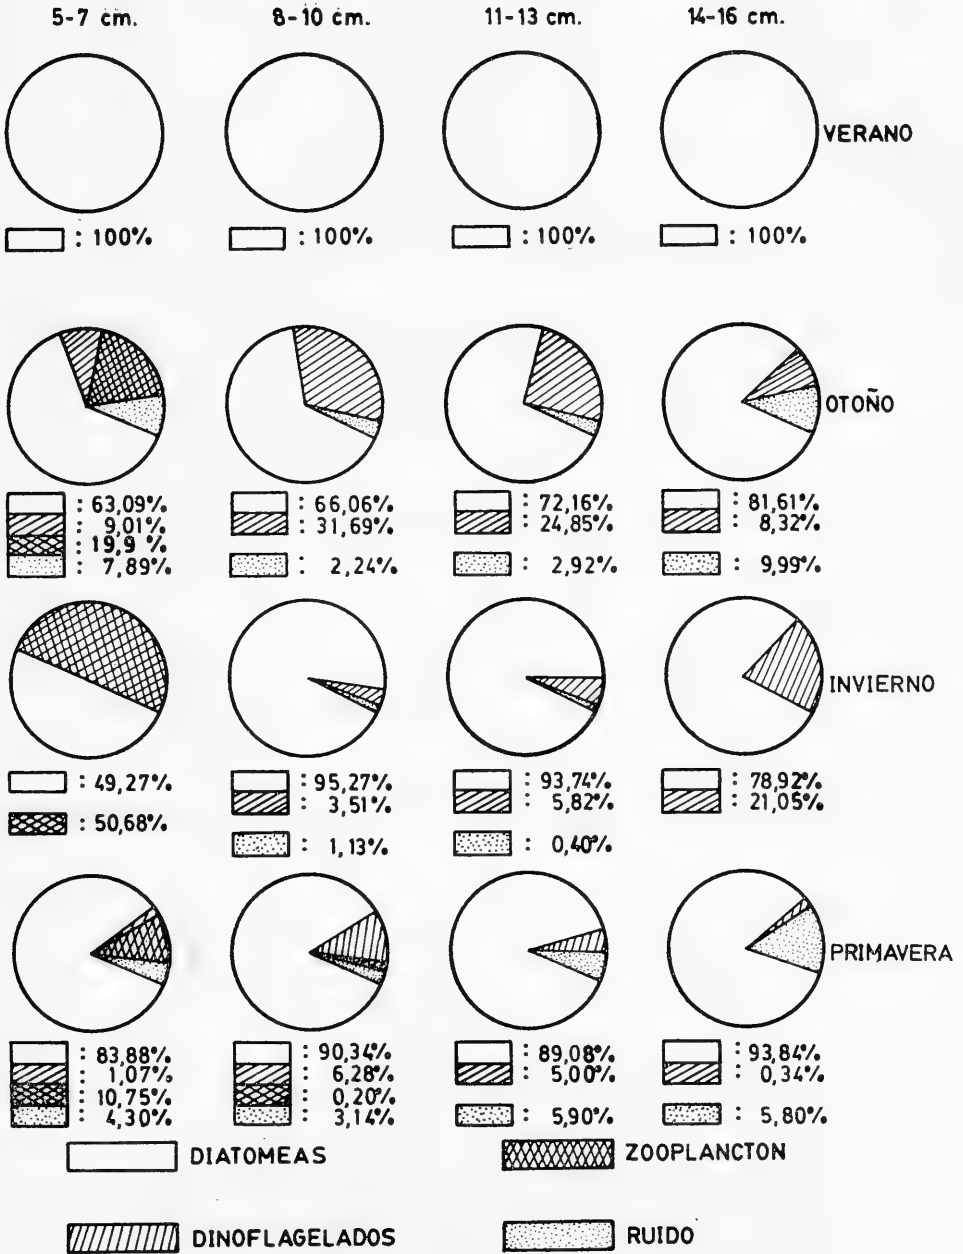 5-7 cm. 8-10 cm. 11-13 cm. 14-16 cm.
VERANO
: 100% : 100% : 100% : 100%
OTOÑO
: 63,09% : 66,06% : 72,16% : 81,61%
: 9,01% : 31,69% : 24,85% : 8,32%
: 19,9 %
: 7,89% : 2,24% : 2,92% : 9,99%
INVIERNO
: 49,27% : 95,27% : 93,74% : 78,92%
: 3,51% : 5,82% : 21,05%
: 50,68%
: 1,13% : 0,40%
PRIMAVERA
: 83,88% : 90,34% : 89,08% : 93,84%
: 1,07% : 6,28% : 5,00% : 0,34%
: 10,75% : 0,20%
: 4,30% : 3,14% : 5,90% : 5,80%
DIATOMEAS ZOOPLANCTON
DINOFLAGELADOS RUIDO